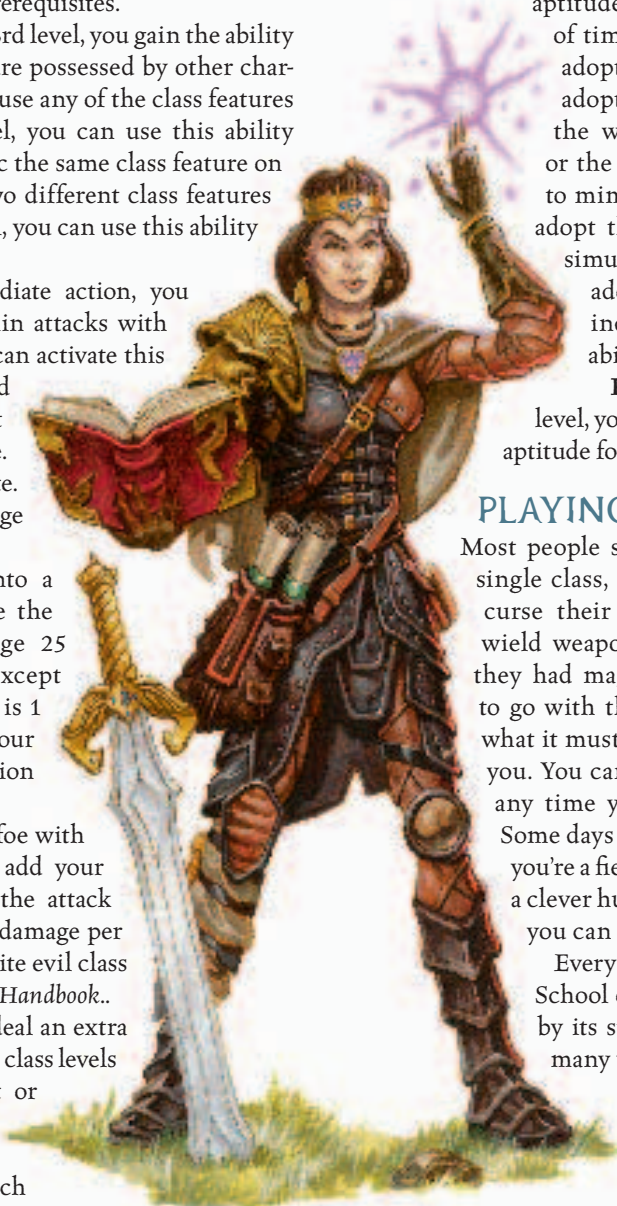 erequisites.
3rd level, you gain the ability
re possessed by other char-
use any of the class features
el, you can use this ability
c the same class feature on
vo different class features
, you can use this ability
diate action, you
in attacks with
can activate this
d
t
e.
te.
ge
nto a
e the
ge 25
xcept
is 1
our
ion
foe with
add your
the attack
damage per
ite evil class
Handbook..
deal an extra
class levels
t or
ch
aptitude
of tim
adopt
adopt
the w
or the
to min
adopt th
simu
ad
in
abi
level, yo
aptitude fo
PLAYING
Most people s
single class,
curse their
wield weapo
they had ma
to go with th
what it must
you. You can
any time y
Some days
you're a fie
a clever hu
you can
Every
School
by its s
many